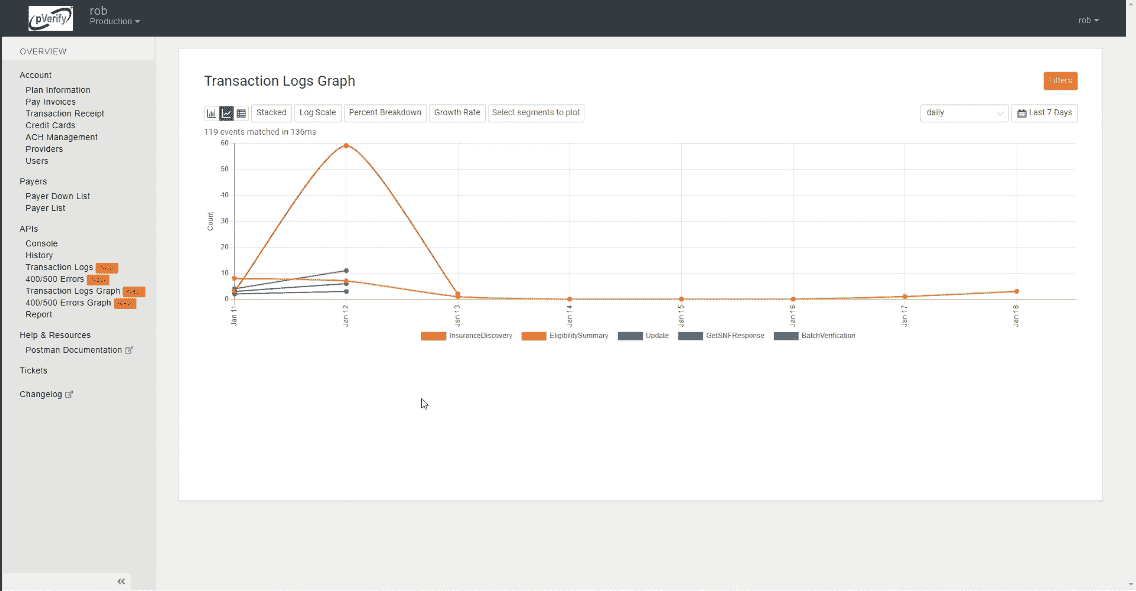 pVerify
rob
Production
rob
OVERVIEW
Account
Plan Information
Pay Invoices
Transaction Receipt
Credit Cards
ACH Management
Providers
Users
Payers
Payer Down List
Payer List
APIs
Console
History
Transaction Logs
400/500 Errors
Transaction Logs Graph
400/500 Errors Graph
Report
Help & Resources
Postman Documentation
Tickets
Changelog
Transaction Logs Graph
Filters
Stacked
Log Scale
Percent Breakdown
Growth Rate
Select segments to plot
daily
Last 7 Days
119 events matched in 136ms
Count
60
50
40
30
20
10
0
Jan 11
Jan 12
Jan 13
Jan 14
Jan 15
Jan 16
Jan 17
Jan 18
InsuranceDiscovery
EligibilitySummary
Update
GetSNFResponse
BatchVerification